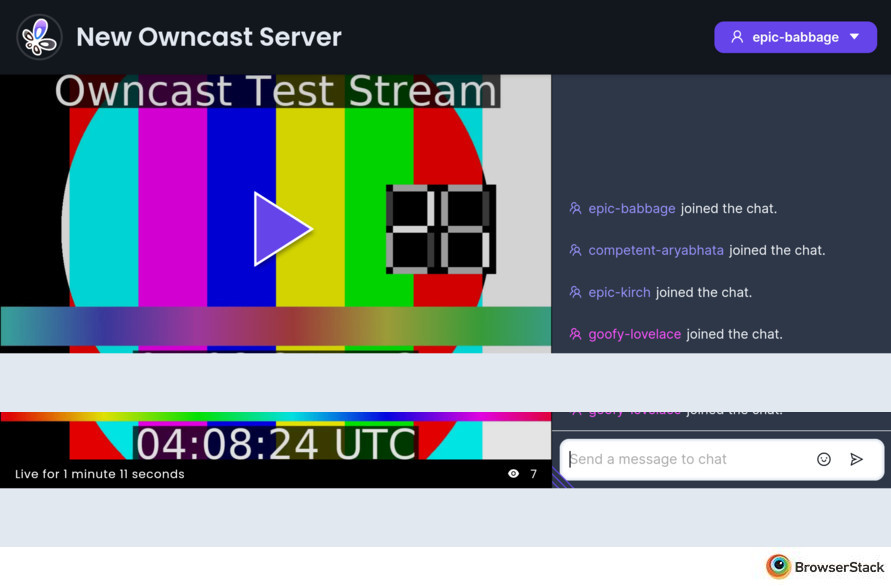 New Owncast Server
epic-babbage
Owncast Test Stream
epic-babbage joined the chat.
competent-aryabhata joined the chat.
epic-kirch joined the chat.
goofy-lovelace joined the chat.
goofy-lovelace joined the chat.
04:08:24 UTC
Send a message to chat
Live for 1 minute 11 seconds
7
BrowserStack